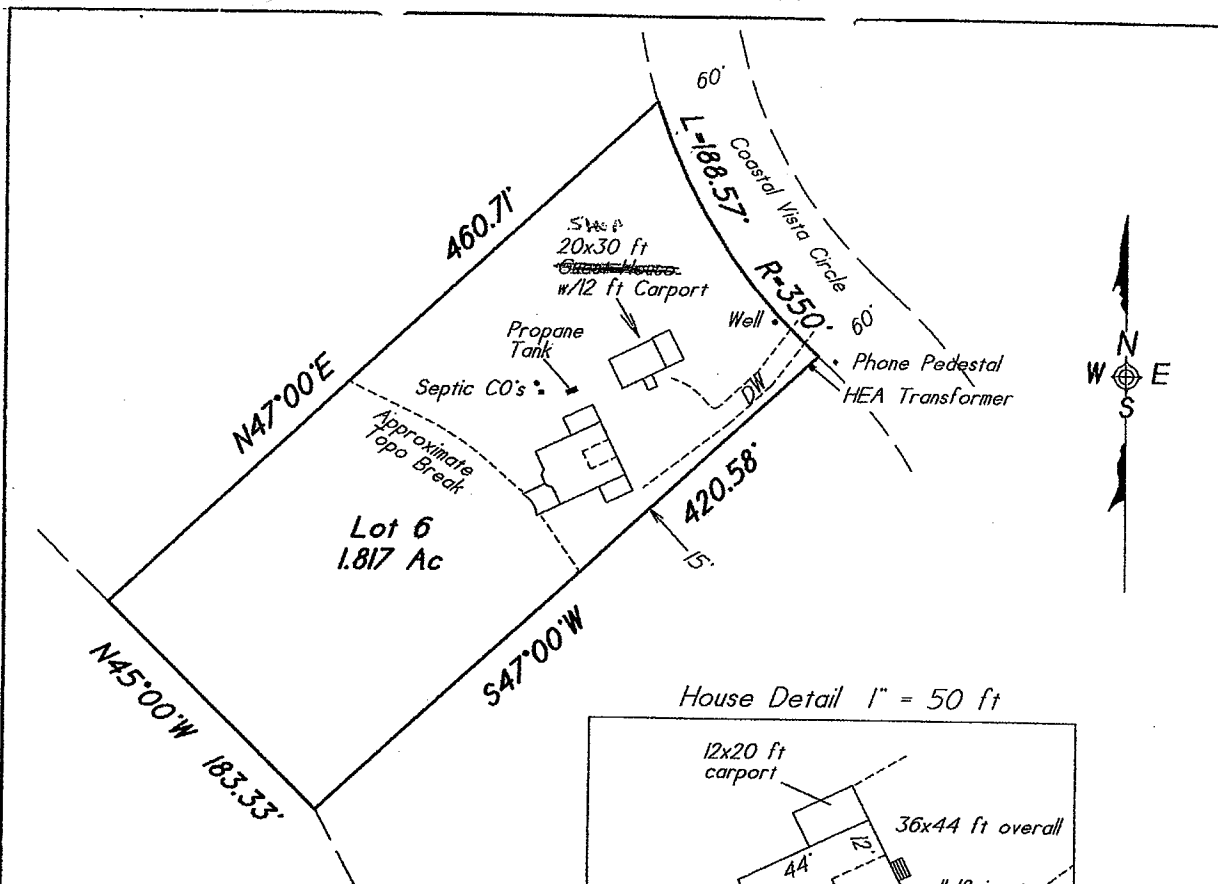 60'
L=188.57'
Coastal Vista Circle
R=350'
60'
460.71'
20x30 ft
Guest House
w/12 ft Carport
Well
Propane
Tank
Septic CO's
Phone Pedestal
HEA Transformer
DW
N
W E
S
N47°00'E
Approximate
Topo Break
420.58'
15'
Lot 6
1.817 Ac
S47°00'W
N45°00'W 183.33'
House Detail 1" = 50 ft
12x20 ft
carport
36x44 ft overall
12'
44'